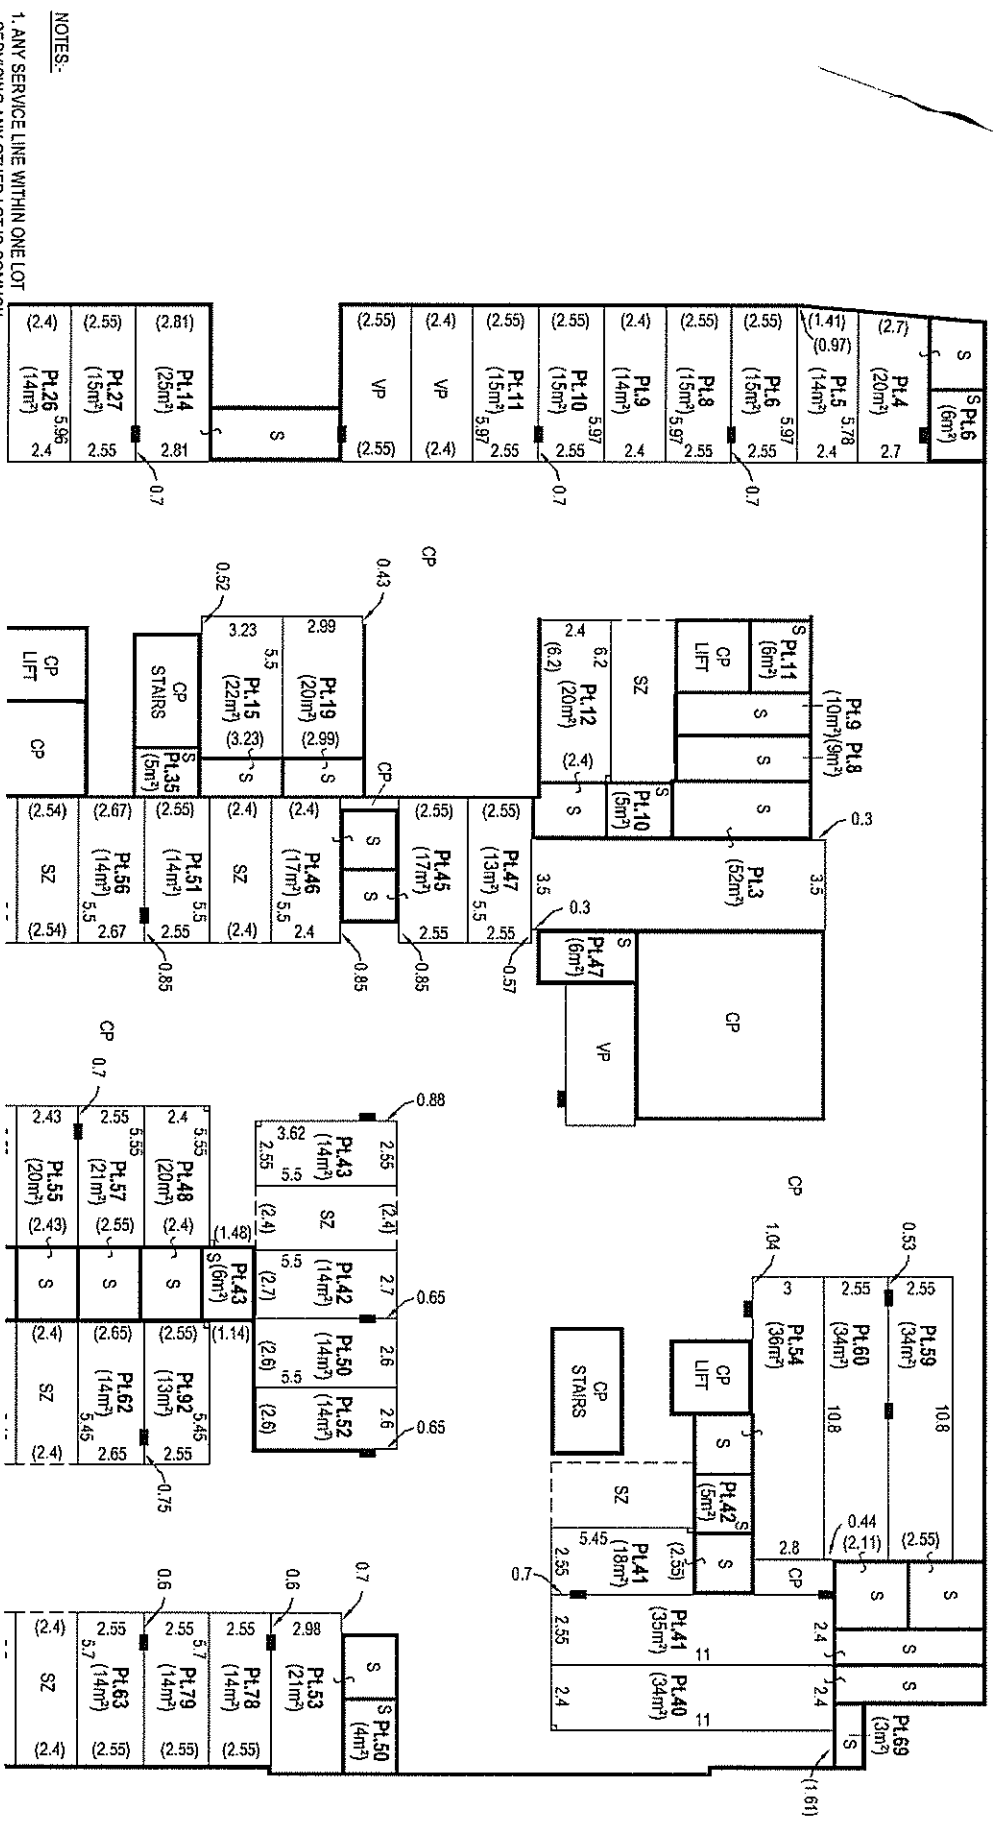 NOTES:-
1. ANY SERVICE LINE WITHIN ONE LOT
S
S Pt.6
(6m²)
(2.7)
Pt.4
(20m²)
2.7
(1.41)
(0.97)
Pt.5
(14m²)
5.78
2.4
(2.55)
Pt.6
(15m²)
5.97
2.55
0.7
(2.55)
Pt.8
(15m²)
5.97
2.55
(2.4)
Pt.9
(14m²)
2.4
(2.55)
Pt.10
(15m²)
5.97
2.55
0.7
(2.55)
Pt.11
(15m²)
5.97
2.55
(2.4)
VP
(2.4)
(2.55)
VP
(2.55)
S
(2.81)
Pt.14
(25m²)
2.81
0.7
(2.55)
Pt.27
(15m²)
2.55
(2.4)
Pt.26
(14m²)
5.96
2.4
CP
S
Pt.11
(6m²)
CP
LIFT
Pt.9
(10m²)
S
Pt.8
(9m²)
S
S
0.3
SZ
2.4
(6.2)
6.2
Pt.12
(20m²)
(2.4)
S
S
Pt.10
(5m²)
Pt.3
(52m²)
3.5
3.5
0.3
0.43
2.99
Pt.19
(20m²)
(2.99)
S
0.52
3.23
5.5
Pt.15
(22m²)
(3.23)
S
CP
STAIRS
S
Pt.35
(5m²)
CP
LIFT
CP
CP
S
S
(2.55)
Pt.47
(13m²)
5.5
2.55
0.57
(2.55)
Pt.45
(17m²)
2.55
0.85
(2.4)
Pt.46
(17m²)
5.5
2.4
0.85
(2.4)
SZ
(2.4)
(2.55)
Pt.51
(14m²)
5.5
2.55
0.85
(2.67)
Pt.56
(14m²)
5.5
2.67
(2.54)
SZ
(2.54)
S
Pt.47
(6m²)
CP
VP
CP
CP
0.7
0.88
2.55
Pt.43
(14m²)
3.62
5.5
2.55
(2.4)
SZ
(2.4)
2.7
Pt.42
(14m²)
5.5
(2.7)
0.65
2.6
Pt.50
(14m²)
5.5
(2.6)
2.6
Pt.52
(14m²)
(2.6)
0.65
2.4
5.55
Pt.48
(20m²)
(2.4)
2.55
5.55
Pt.57
(21m²)
(2.55)
2.43
Pt.55
(20m²)
(2.43)
(1.48)
S
Pt.43
(6m²)
(1.14)
S
S
S
(2.55)
Pt.92
(13m²)
5.45
2.55
0.75
(2.65)
Pt.62
(14m²)
5.45
2.65
(2.4)
SZ
(2.4)
0.53
1.04
2.55
Pt.59
(34m²)
10.8
(2.55)
2.55
Pt.60
(34m²)
10.8
(2.11)
0.44
3
Pt.54
(36m²)
2.8
CP
CP
LIFT
CP
STAIRS
S
Pt.42
(5m²)
S
S
SZ
5.45
Pt.41
(18m²)
2.55
(2.55)
0.7
2.55
Pt.41
(35m²)
11
2.4
2.4
Pt.40
(34m²)
11
2.4
S
S
S
S
S
Pt.69
(3m²)
(1.61)
0.7
S
S Pt.50
(4m²)
2.98
Pt.53
(21m²)
0.6
2.55
Pt.78
(14m²)
(2.55)
0.6
2.55
5.7
Pt.79
(14m²)
(2.55)
2.55
5.7
Pt.63
(14m²)
(2.55)
(2.4)
SZ
(2.4)